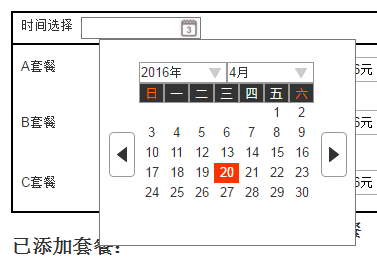 时间选择
3
2016年 4月
日 一 二 三 四 五 六
1 2
3 4 5 6 7 8 9
10 11 12 13 14 15 16
17 18 19 20 21 22 23
24 25 26 27 28 29 30
A套餐 6元
B套餐 6元
C套餐 6元
已添加套餐: